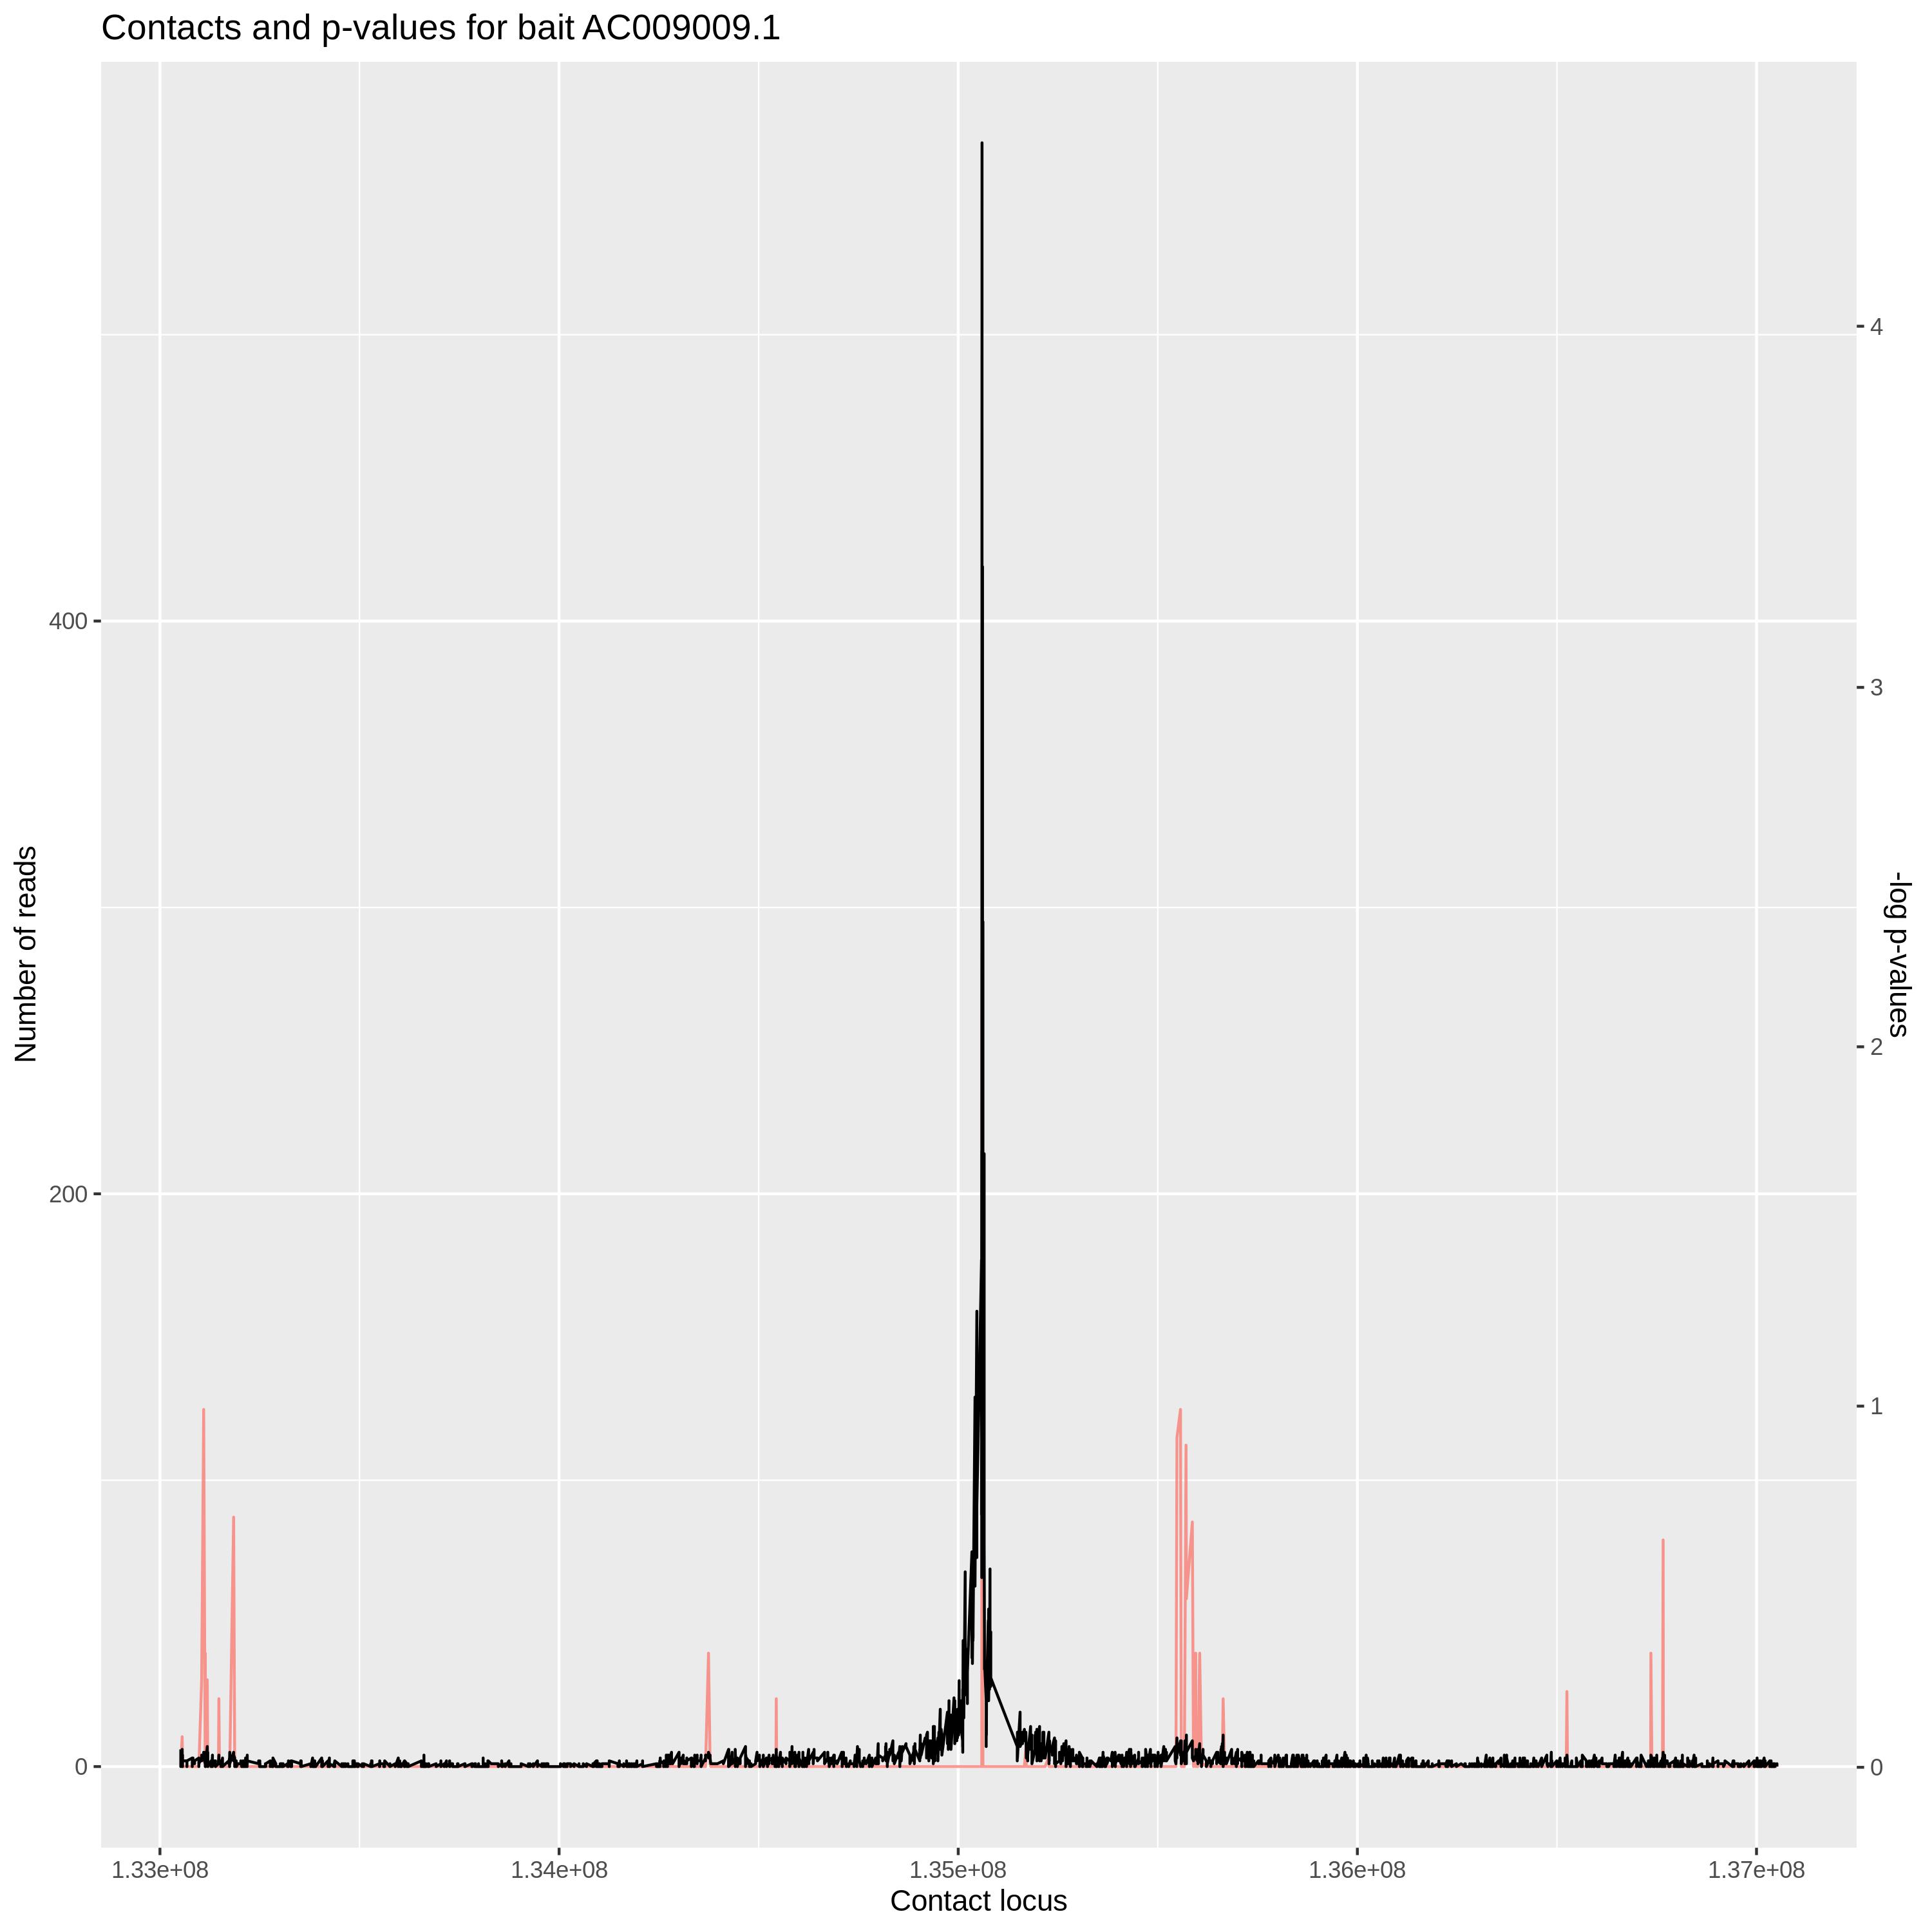 Contacts and p-values for bait AC009009.1
Number of reads
400
200
0
4
3
2
1
0
-log p-values
1.33e+08 1.34e+08 1.35e+08 1.36e+08 1.37e+08
Contact locus